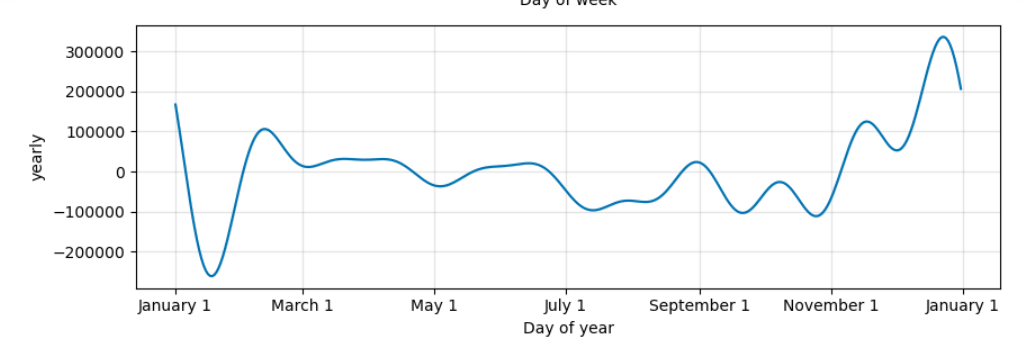 Day of week
300000
200000
100000
0
−100000
−200000
yearly
January 1 March 1 May 1 July 1 September 1 November 1 January 1
Day of year